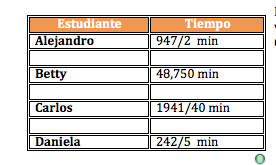 Estudiante Tiempo
Alejandro 947/2 min
Betty 48,750 min
Carlos 1941/40 min
Daniela 242/5 min